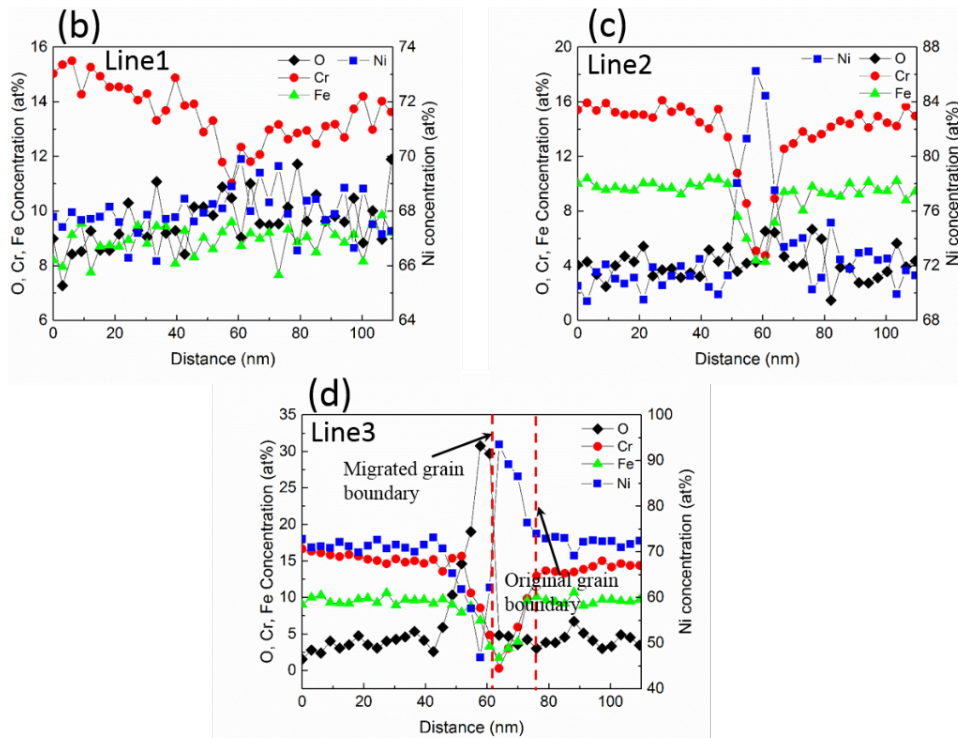 (b)
Line1
O
Ni
Cr
Fe
O, Cr, Fe Concentration (at%)
16
14
12
10
8
6
74
72
70
68
66
64
Ni concentration (at%)
0 20 40 60 80 100
Distance (nm)
(c)
Line2
Ni
O
Cr
Fe
O, Cr, Fe Concentration (at%)
20
16
12
8
4
0
88
84
80
76
72
68
Ni concentration (at%)
0 20 40 60 80 100
Distance (nm)
(d)
Line3
O
Cr
Fe
Ni
Migrated grain
boundary
Original grain
boundary
O, Cr, Fe Concentration (at%)
35
30
25
20
15
10
5
0
100
90
80
70
60
50
40
Ni concentration (at%)
0 20 40 60 80 100
Distance (nm)